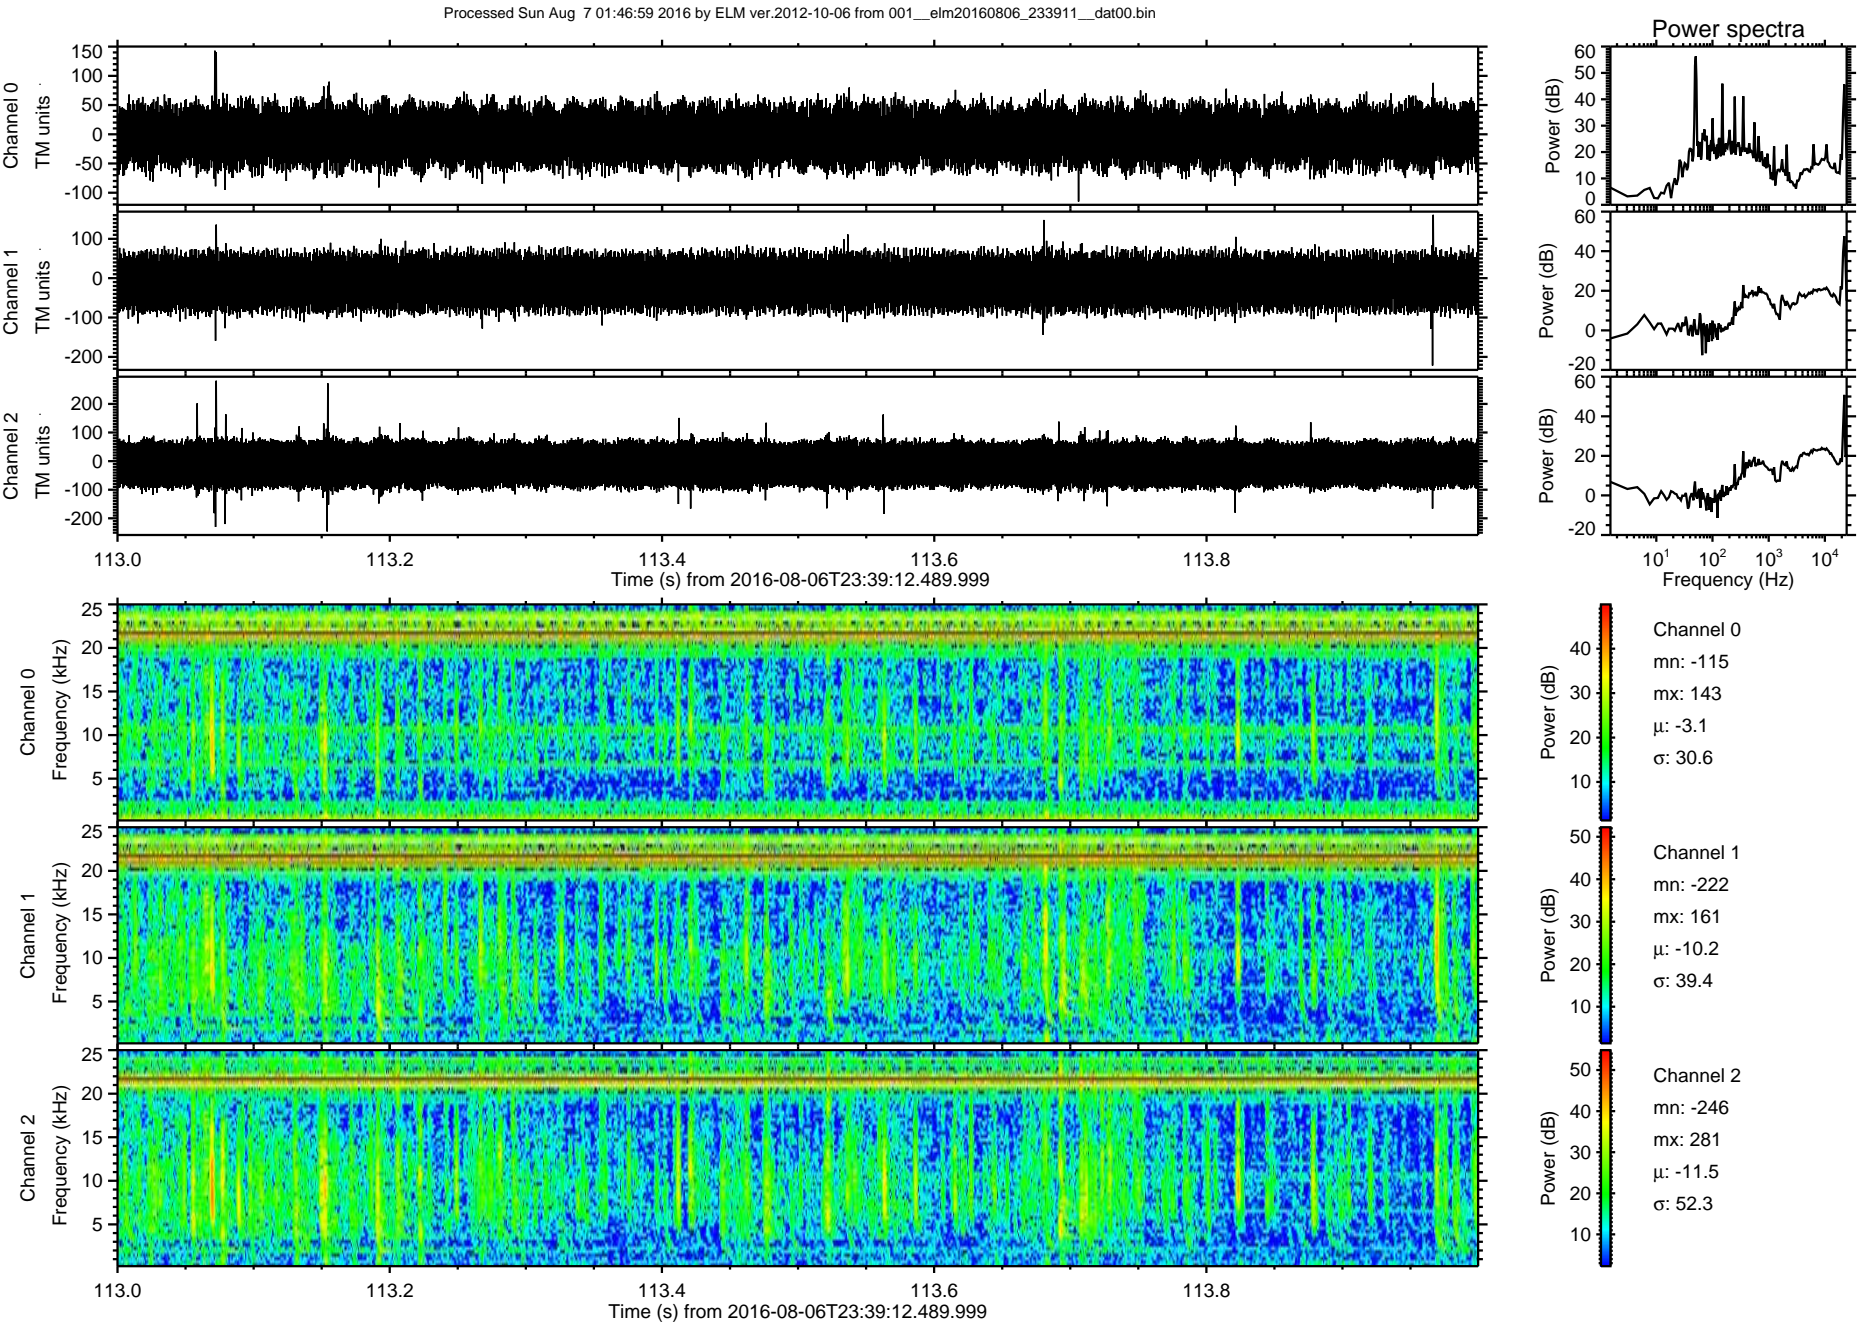 Processed Sun Aug  7 01:46:59 2016 by ELM ver.2012-10-06 from 001__elm20160806_233911__dat00.bin
Power spectra
Channel 0
TM units
150
100
50
0
-50
-100
Power (dB)
60
50
40
30
20
10
0
Channel 1
TM units
100
0
-100
-200
Power (dB)
60
40
20
0
-20
Channel 2
TM units
200
100
0
-100
-200
Power (dB)
60
40
20
0
-20
113.0
113.2
113.4
113.6
113.8
Time (s) from 2016-08-06T23:39:12.489.999
10^1
10^2
10^3
10^4
Frequency (Hz)
Channel 0
Frequency (kHz)
25
20
15
10
5
Power (dB)
40
30
20
10
Channel 0
mn: -115
mx: 143
μ: -3.1
σ: 30.6
Channel 1
Frequency (kHz)
25
20
15
10
5
Power (dB)
50
40
30
20
10
Channel 1
mn: -222
mx: 161
μ: -10.2
σ: 39.4
Channel 2
Frequency (kHz)
25
20
15
10
5
Power (dB)
50
40
30
20
10
Channel 2
mn: -246
mx: 281
μ: -11.5
σ: 52.3
113.0
113.2
113.4
113.6
113.8
Time (s) from 2016-08-06T23:39:12.489.999